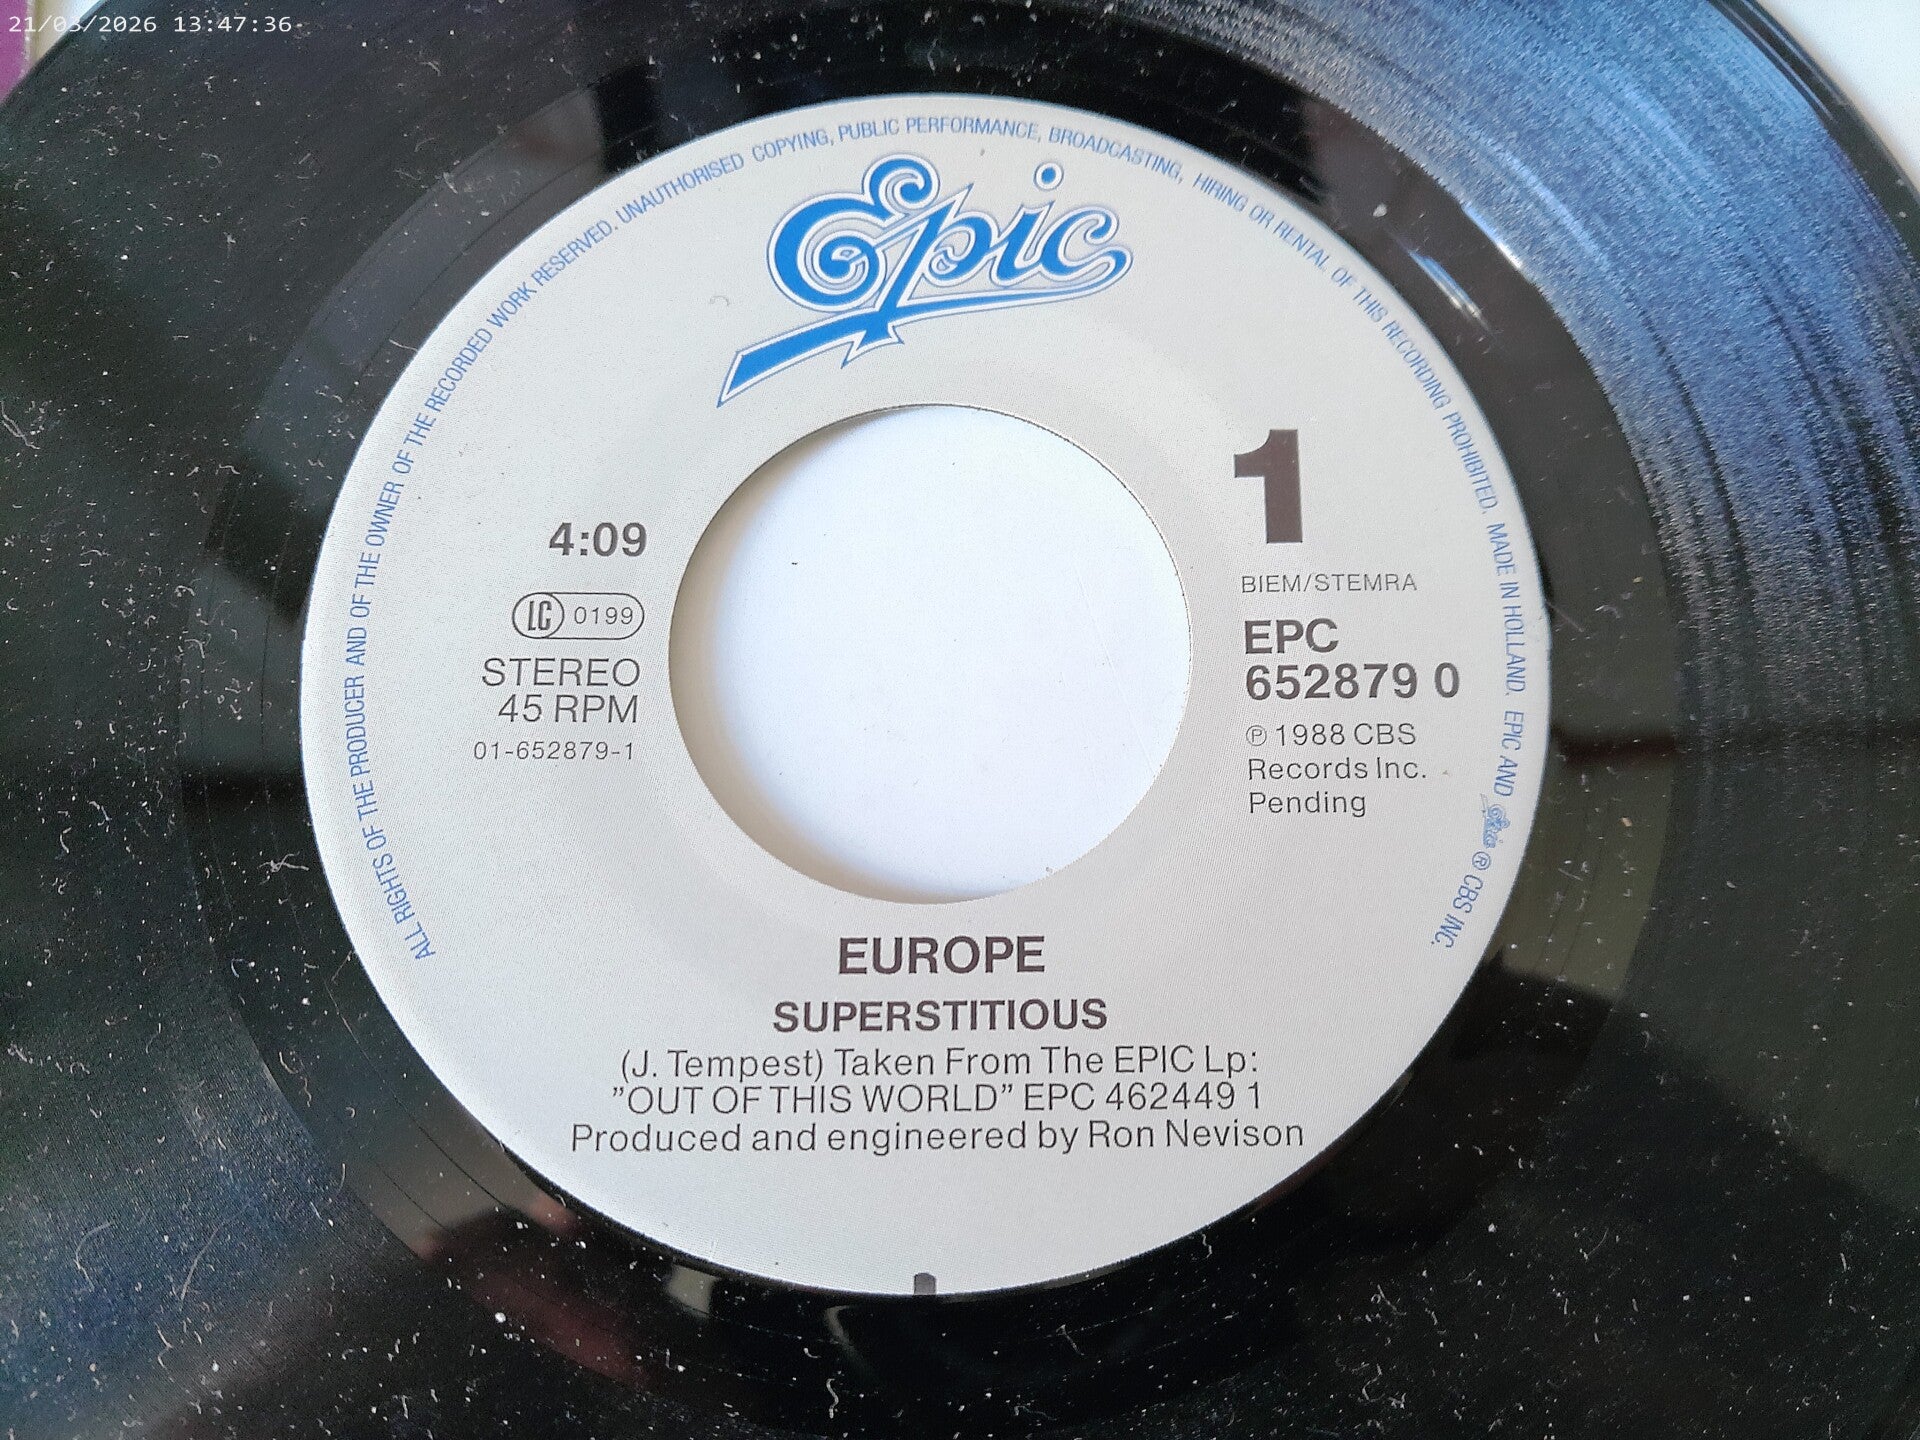 21/03/2026 13:47:36
ALL RIGHTS OF THE PRODUCER AND OF THE OWNER OF THE RECORDED WORK RESERVED. UNAUTHORISED COPYING, PUBLIC PERFORMANCE, BROADCASTING, HIRING OR RENTAL OF THIS RECORDING PROHIBITED. MADE IN HOLLAND. EPIC AND Epic ® CBS INC.
Epic
1
4:09
LC 0199
STEREO
45 RPM
01-652879-1
BIEM/STEMRA
EPC
652879 0
℗ 1988 CBS
Records Inc.
Pending
EUROPE
SUPERSTITIOUS
(J. Tempest) Taken From The EPIC Lp:
"OUT OF THIS WORLD" EPC 462449 1
Produced and engineered by Ron Nevison